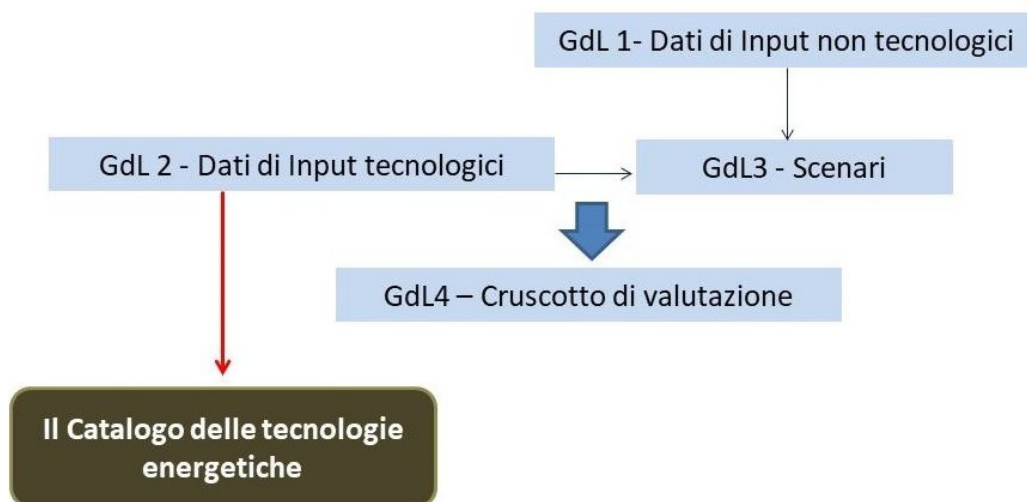 GdL 1- Dati di Input non tecnologici
GdL 2 - Dati di Input tecnologici
GdL3 - Scenari
GdL4 – Cruscotto di valutazione
Il Catalogo delle tecnologie
energetiche